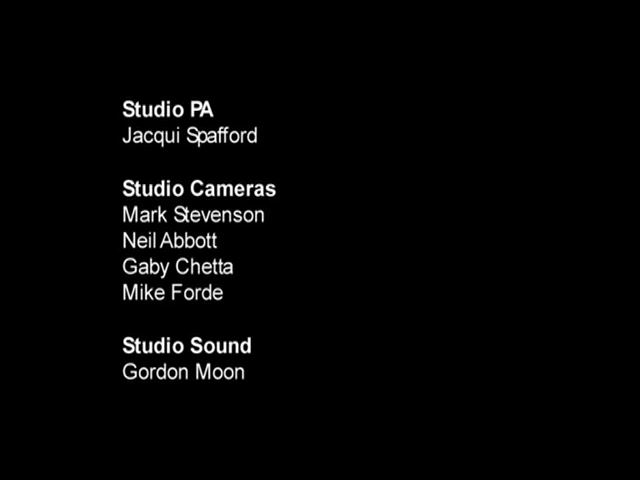 Studio PA
Jacqui Spafford
Studio Cameras
Mark Stevenson
Neil Abbott
Gaby Chetta
Mike Forde
Studio Sound
Gordon Moon